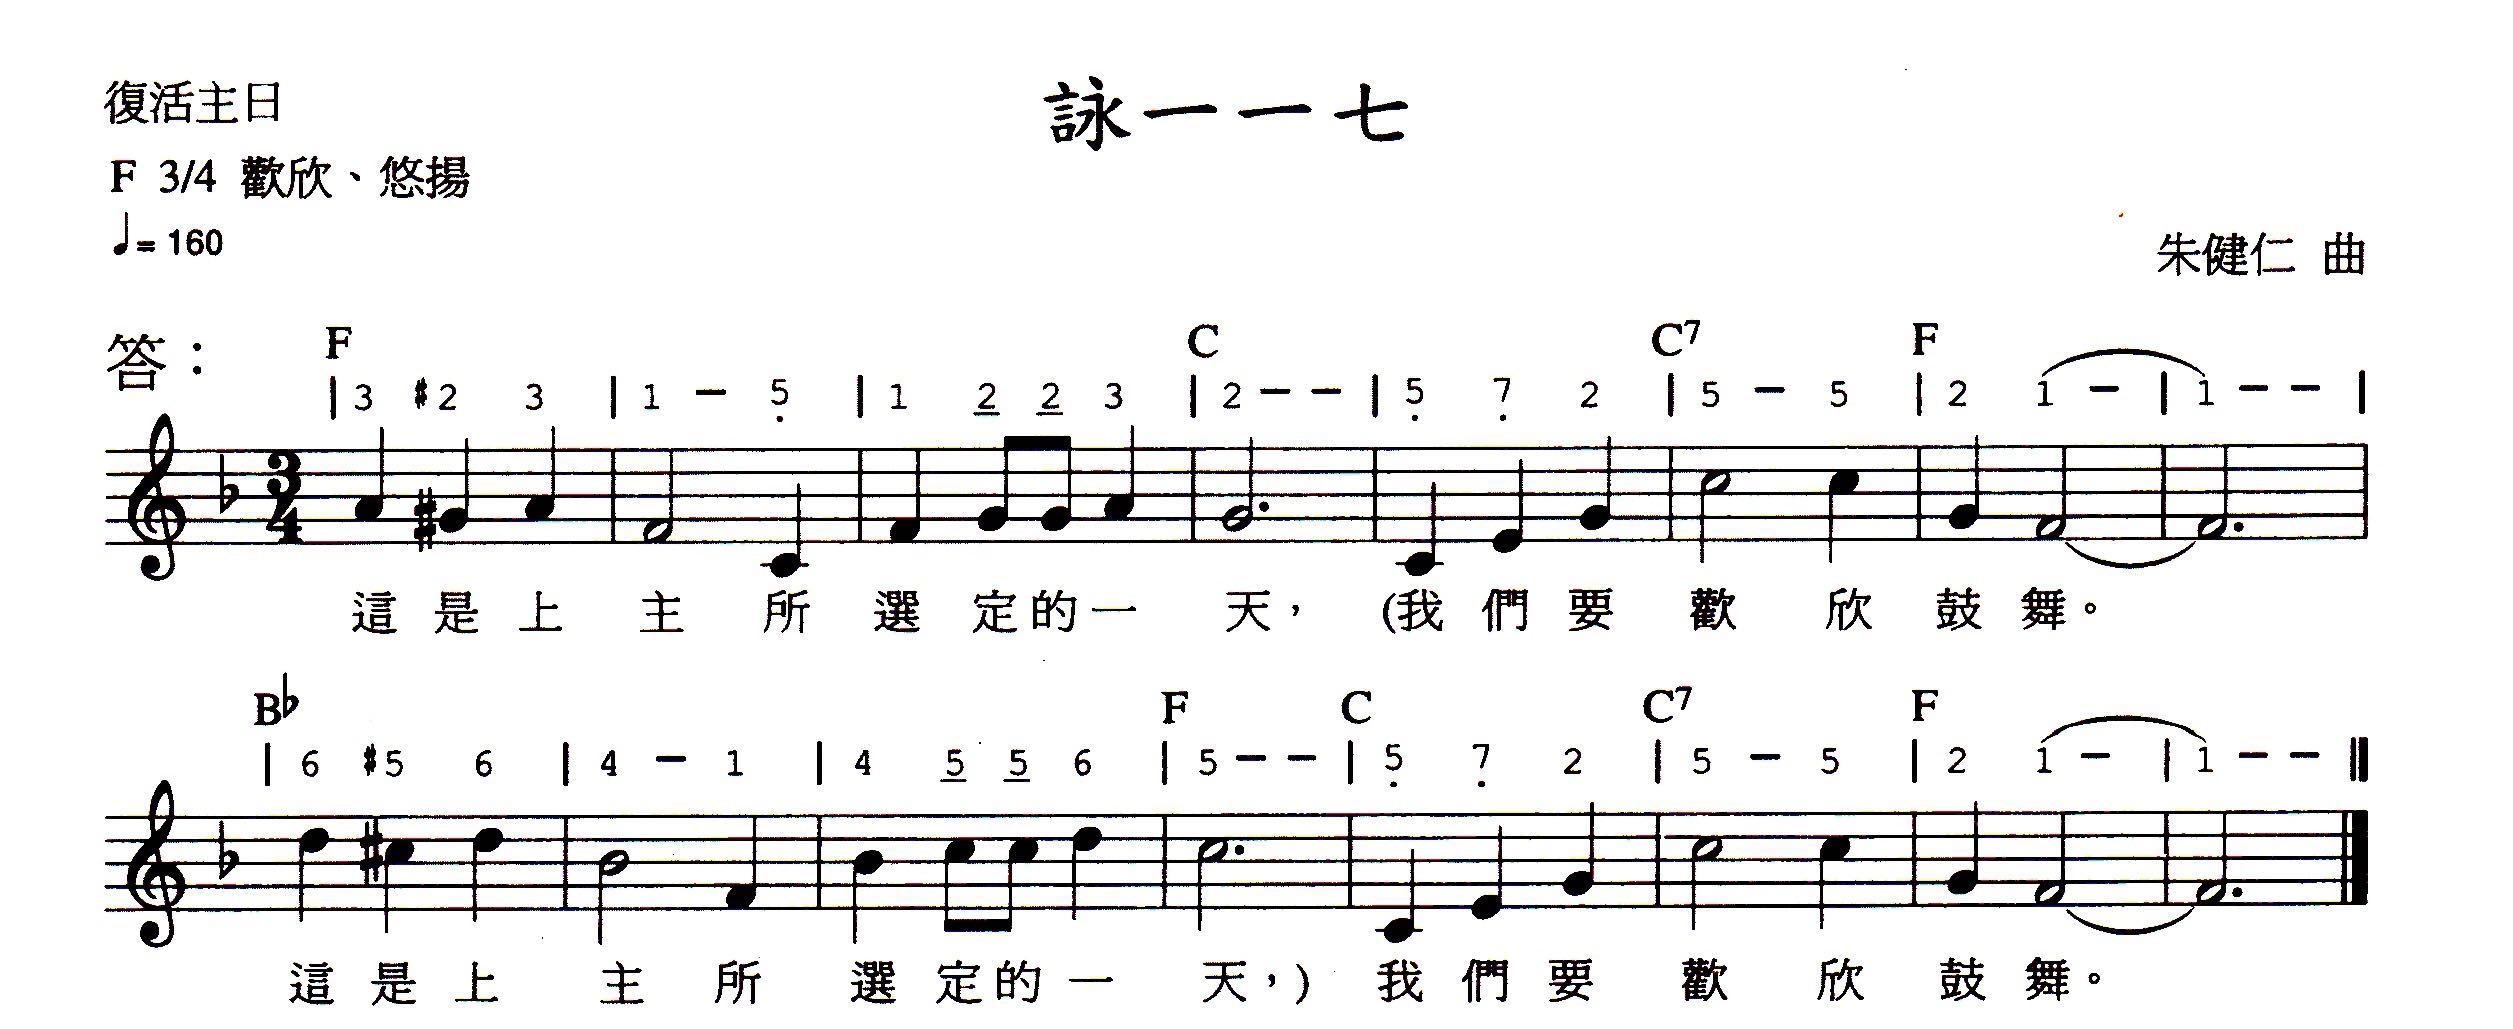 復活主日
詠一一七
F 3/4 歡欣、悠揚
♩= 160
朱健仁 曲
答：
F C C7 F
| 3 #2 3 | 1 – 5̣ | 1 2̲ 2̲ 3 | 2 – – | 5̣ 7̣ 2 | 5 – 5 | 2 1 – | 1 – – |
3/4
這是上主所選定的一天，(我們要歡欣鼓舞。
B♭ F C C7 F
| 6 #5 6 | 4 – 1 | 4 5̲ 5̲ 6 | 5 – – | 5̣ 7̣ 2 | 5 – 5 | 2 1 – | 1 – – ‖
這是上主所選定的一天，) 我們要歡欣鼓舞。